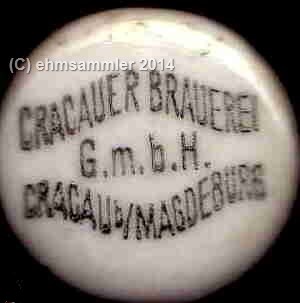 (C) ehmsammler 2014
CRACAUER BRAUEREI
G.m.b.H.
CRACAU b/MAGDEBURG